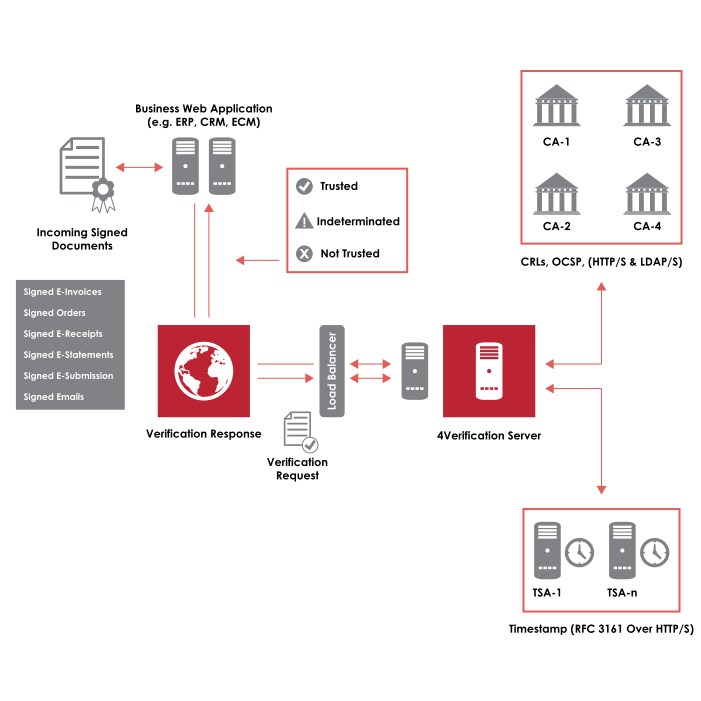 Business Web Application
(e.g. ERP, CRM, ECM)
Incoming Signed
Documents
Trusted
Indeterminated
Not Trusted
CA-1
CA-3
CA-2
CA-4
CRLs, OCSP, (HTTP/S & LDAP/S)
Signed E-Invoices
Signed Orders
Signed E-Receipts
Signed E-Statements
Signed E-Submission
Signed Emails
Verification Response
Load Balancer
Verification
Request
4Verification Server
TSA-1
TSA-n
Timestamp (RFC 3161 Over HTTP/S)